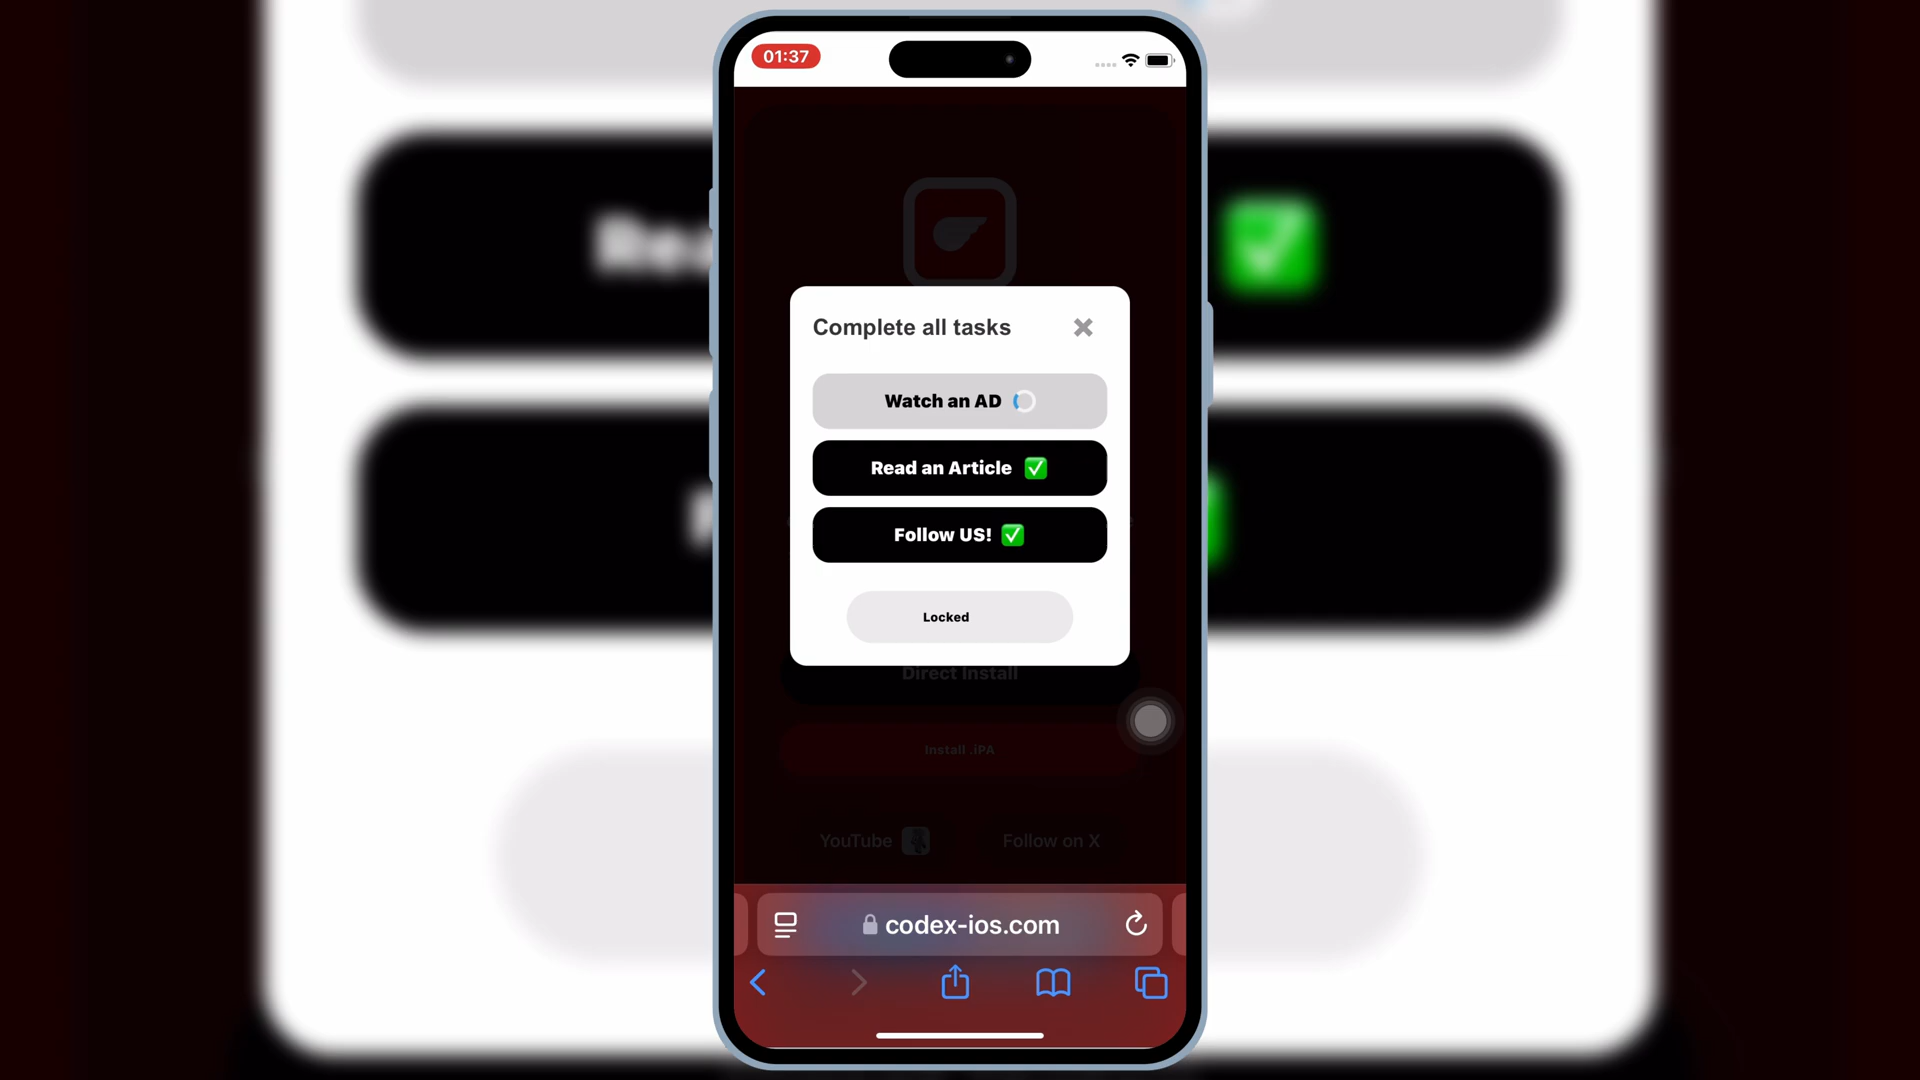 01:37
Complete all tasks
Watch an AD
Read an Article
Follow US!
Locked
Direct Install
Install .iPA
YouTube
Follow on X
codex-ios.com